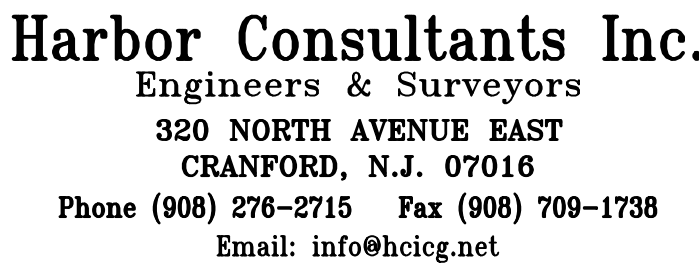 Harbor Consultants Inc.
Engineers & Surveyors
320 NORTH AVENUE EAST
CRANFORD, N.J. 07016
Phone (908) 276-2715 Fax (908) 709-1738
Email: info@hcicg.net